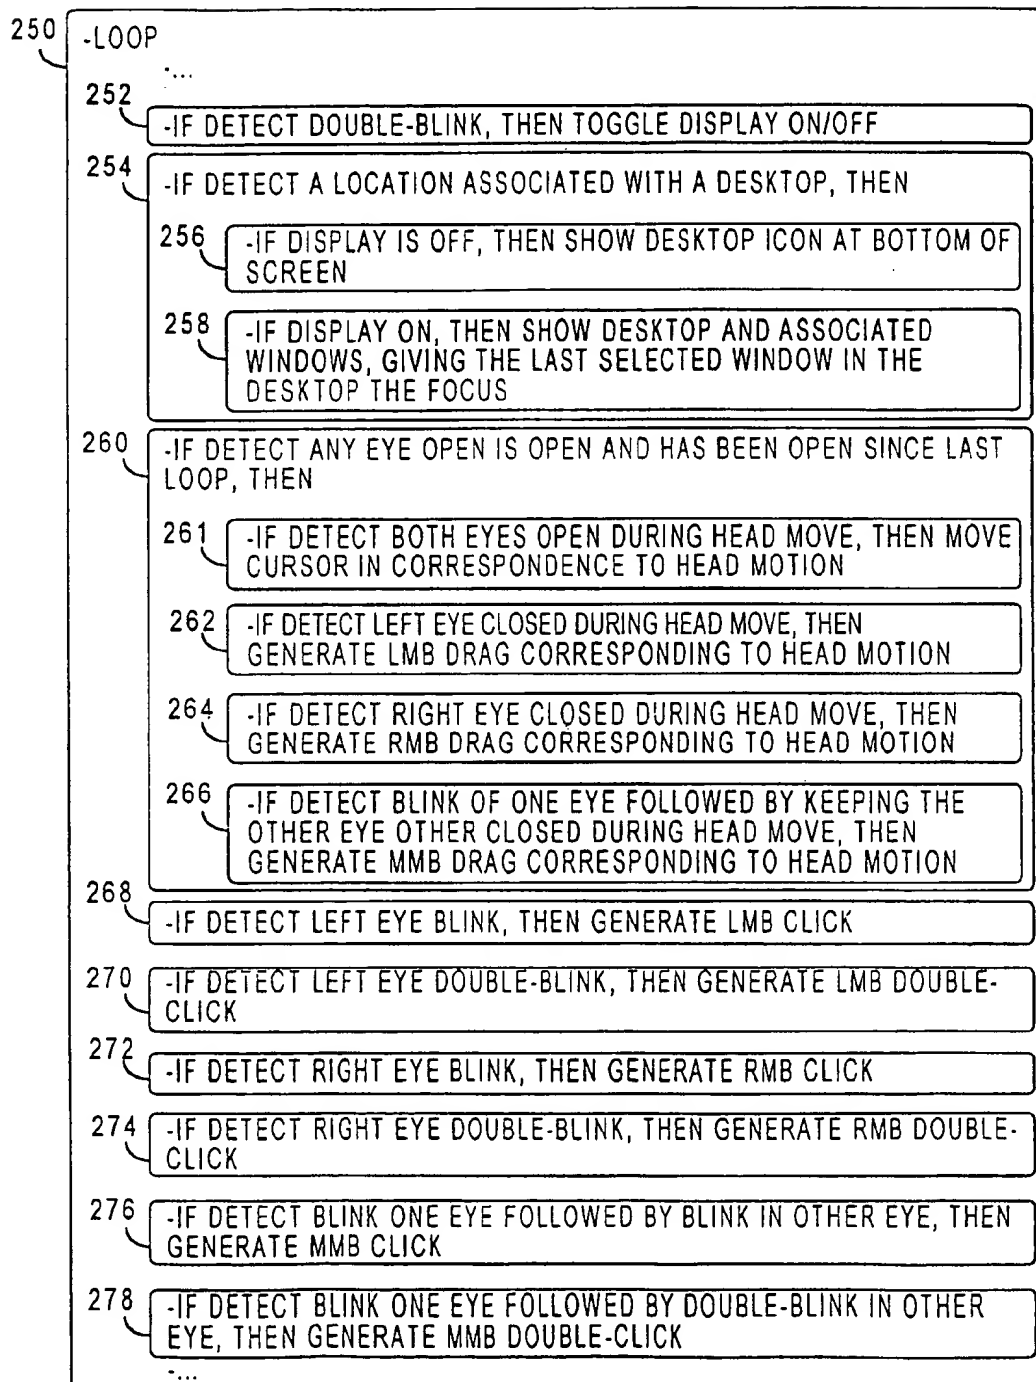 250
-LOOP
-...
252
-IF DETECT DOUBLE-BLINK, THEN TOGGLE DISPLAY ON/OFF
254
-IF DETECT A LOCATION ASSOCIATED WITH A DESKTOP, THEN
256
-IF DISPLAY IS OFF, THEN SHOW DESKTOP ICON AT BOTTOM OF
SCREEN
258
-IF DISPLAY ON, THEN SHOW DESKTOP AND ASSOCIATED
WINDOWS, GIVING THE LAST SELECTED WINDOW IN THE
DESKTOP THE FOCUS
260
-IF DETECT ANY EYE OPEN IS OPEN AND HAS BEEN OPEN SINCE LAST
LOOP, THEN
261
-IF DETECT BOTH EYES OPEN DURING HEAD MOVE, THEN MOVE
CURSOR IN CORRESPONDENCE TO HEAD MOTION
262
-IF DETECT LEFT EYE CLOSED DURING HEAD MOVE, THEN
GENERATE LMB DRAG CORRESPONDING TO HEAD MOTION
264
-IF DETECT RIGHT EYE CLOSED DURING HEAD MOVE, THEN
GENERATE RMB DRAG CORRESPONDING TO HEAD MOTION
266
-IF DETECT BLINK OF ONE EYE FOLLOWED BY KEEPING THE
OTHER EYE OTHER CLOSED DURING HEAD MOVE, THEN
GENERATE MMB DRAG CORRESPONDING TO HEAD MOTION
268
-IF DETECT LEFT EYE BLINK, THEN GENERATE LMB CLICK
270
-IF DETECT LEFT EYE DOUBLE-BLINK, THEN GENERATE LMB DOUBLE-
CLICK
272
-IF DETECT RIGHT EYE BLINK, THEN GENERATE RMB CLICK
274
-IF DETECT RIGHT EYE DOUBLE-BLINK, THEN GENERATE RMB DOUBLE-
CLICK
276
-IF DETECT BLINK ONE EYE FOLLOWED BY BLINK IN OTHER EYE, THEN
GENERATE MMB CLICK
278
-IF DETECT BLINK ONE EYE FOLLOWED BY DOUBLE-BLINK IN OTHER
EYE, THEN GENERATE MMB DOUBLE-CLICK
-...